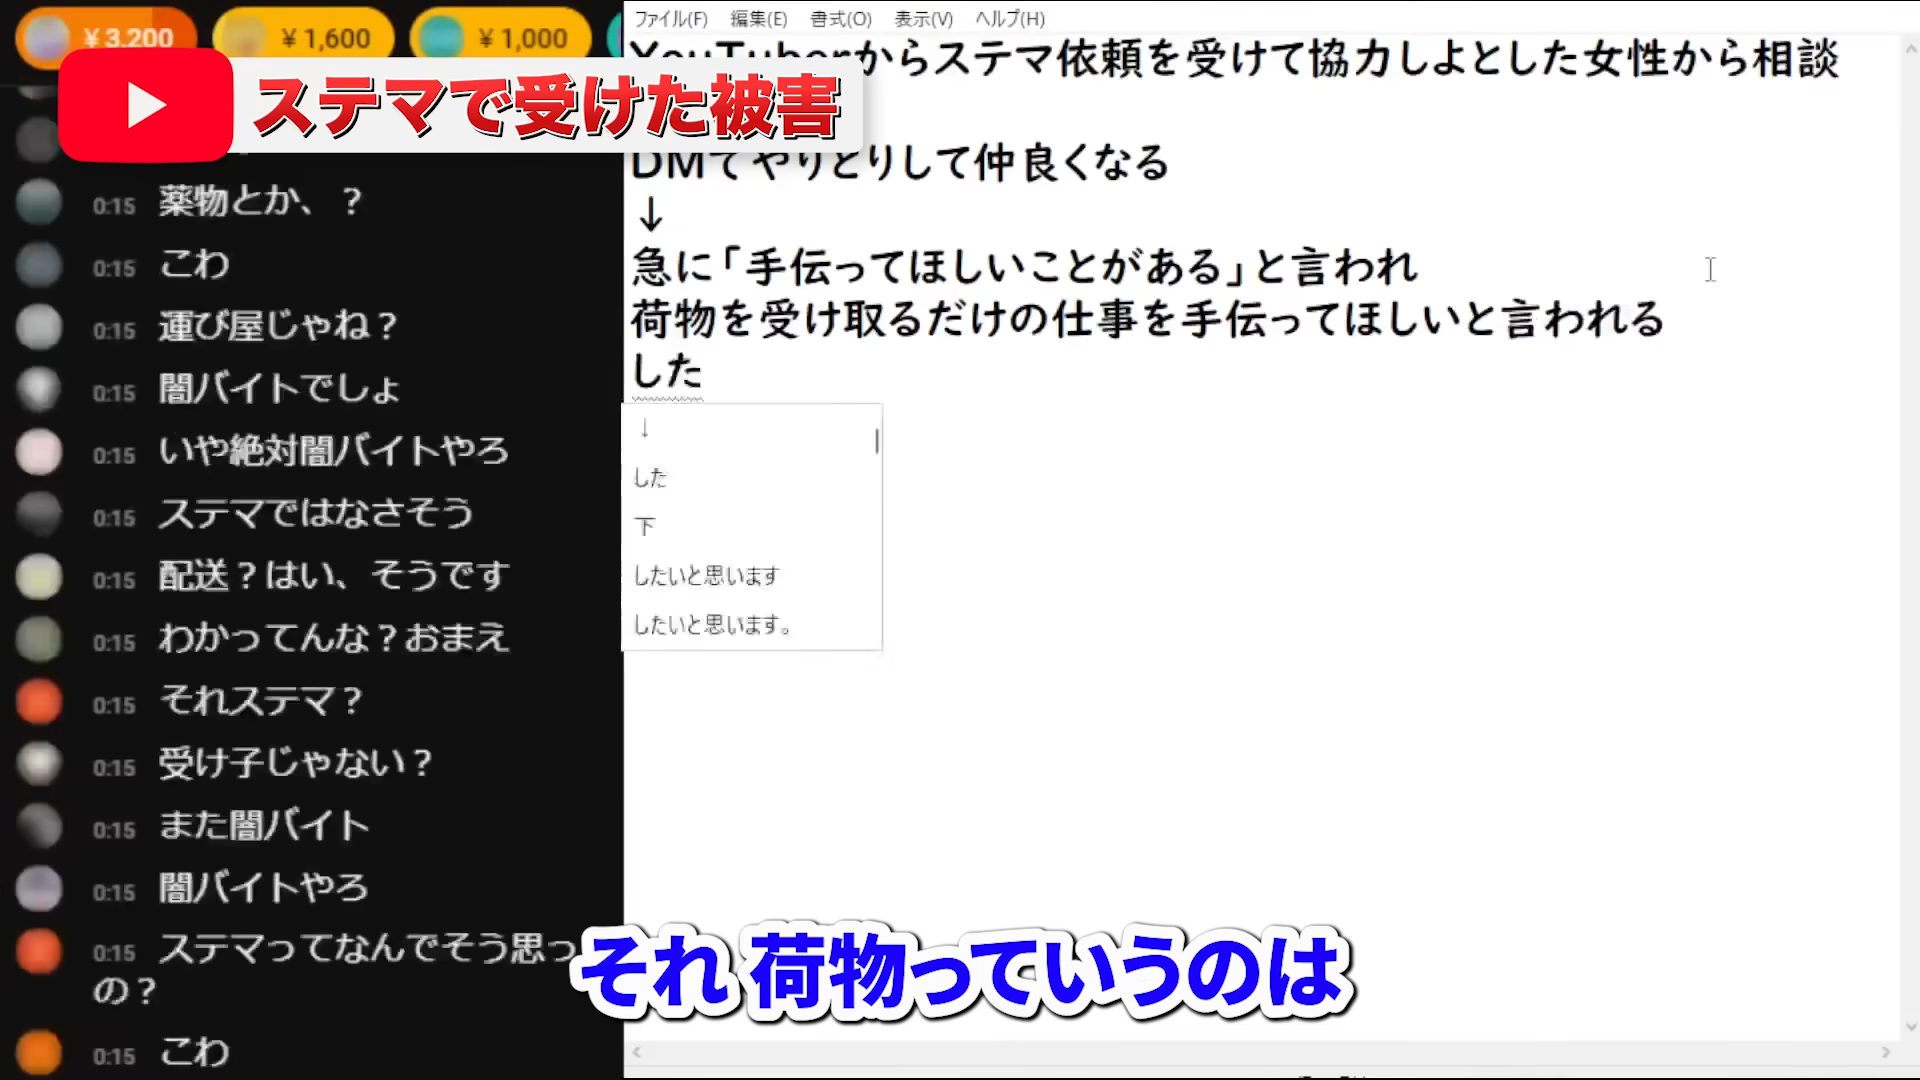 ¥3,200
¥1,600
¥1,000
ステマで受けた被害
0:15 薬物とか、？
0:15 こわ
0:15 運び屋じゃね？
0:15 闇バイトでしょ
0:15 いや絶対闇バイトやろ
0:15 ステマではなさそう
0:15 配送？はい、そうです
0:15 わかってんな？おまえ
0:15 それステマ？
0:15 受け子じゃない？
0:15 また闇バイト
0:15 闇バイトやろ
0:15 ステマってなんでそう思っ
の？
0:15 こわ
ファイル(F) 編集(E) 書式(O) 表示(V) ヘルプ(H)
YouTuberからステマ依頼を受けて協力しよとした女性から相談
DMでやりとりして仲良くなる
↓
急に「手伝ってほしいことがある」と言われ
荷物を受け取るだけの仕事を手伝ってほしいと言われる
した
↓
した
下
したいと思います
したいと思います。
それ 荷物っていうのは